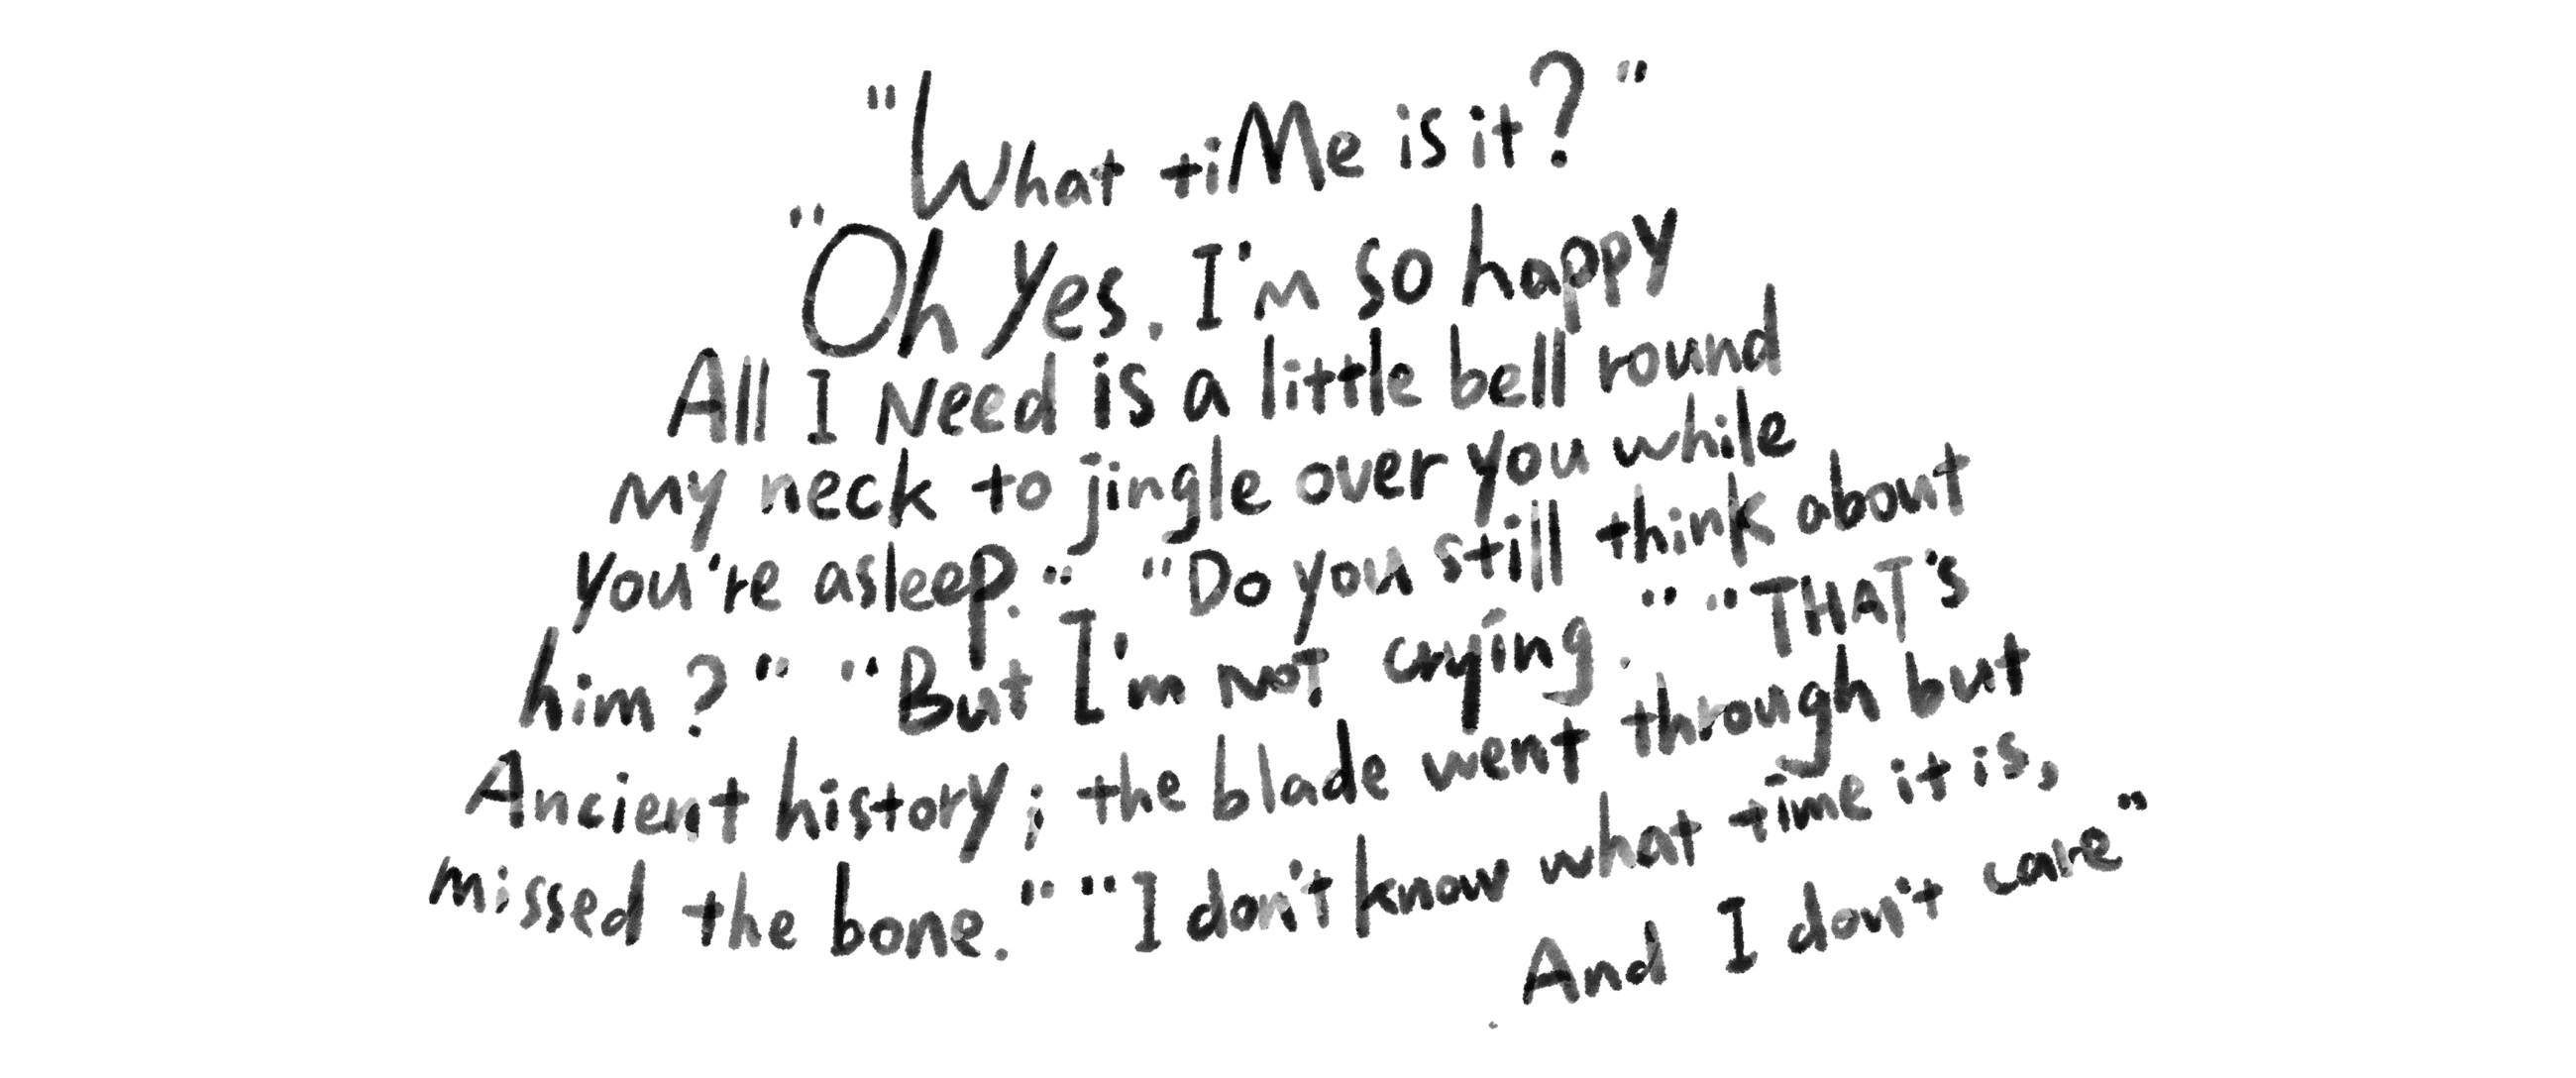 "What tiMe is it?"
"Oh Yes. I'm so happy
All I Need is a little bell round
my neck to jingle over you while
you're asleep." "Do you still think about
him?" "But I'm not crying." "THAT's
Ancient history; the blade went through but
missed the bone." "I don't know what time it is,
And I don't care"